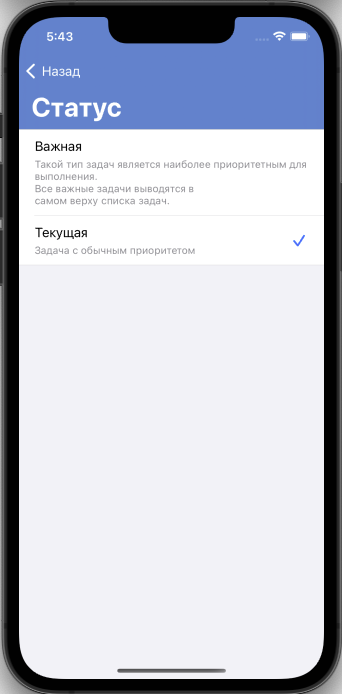 5:43
Назад
Статус
Важная
Такой тип задач является наиболее приоритетным для
выполнения.
Все важные задачи выводятся в
самом верху списка задач.
Текущая
Задача с обычным приоритетом